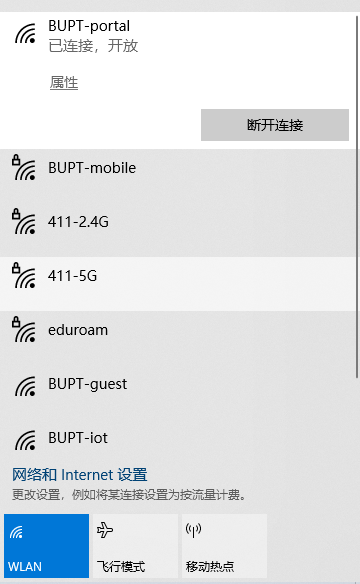 BUPT-portal
已连接，开放
属性
断开连接
BUPT-mobile
411-2.4G
411-5G
eduroam
BUPT-guest
BUPT-iot
网络和 Internet 设置
更改设置，例如将某连接设置为按流量计费。
WLAN
飞行模式
移动热点